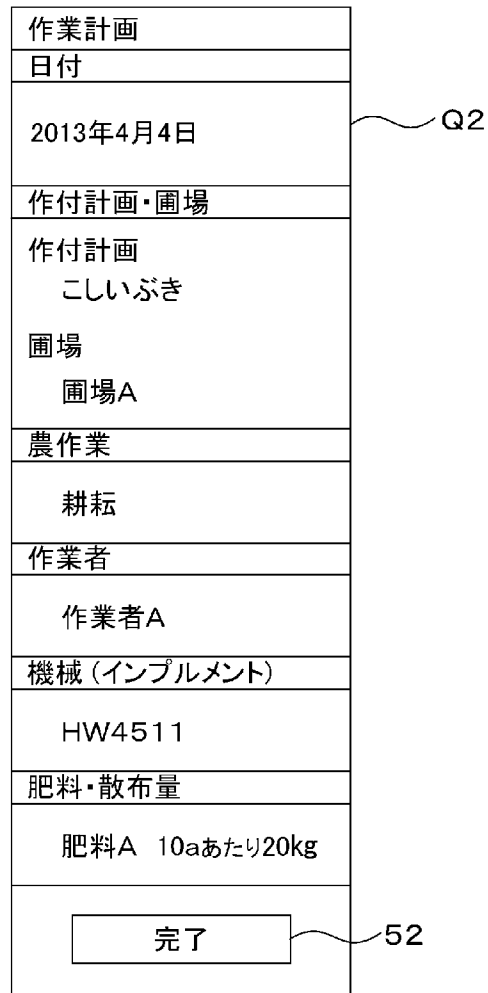 作業計画
日付
2013年4月4日
Q2
作付計画・圃場
作付計画
こしいぶき
圃場
圃場A
農作業
耕耘
作業者
作業者A
機械(インプルメント)
HW4511
肥料・散布量
肥料A 10aあたり20kg
完了
52